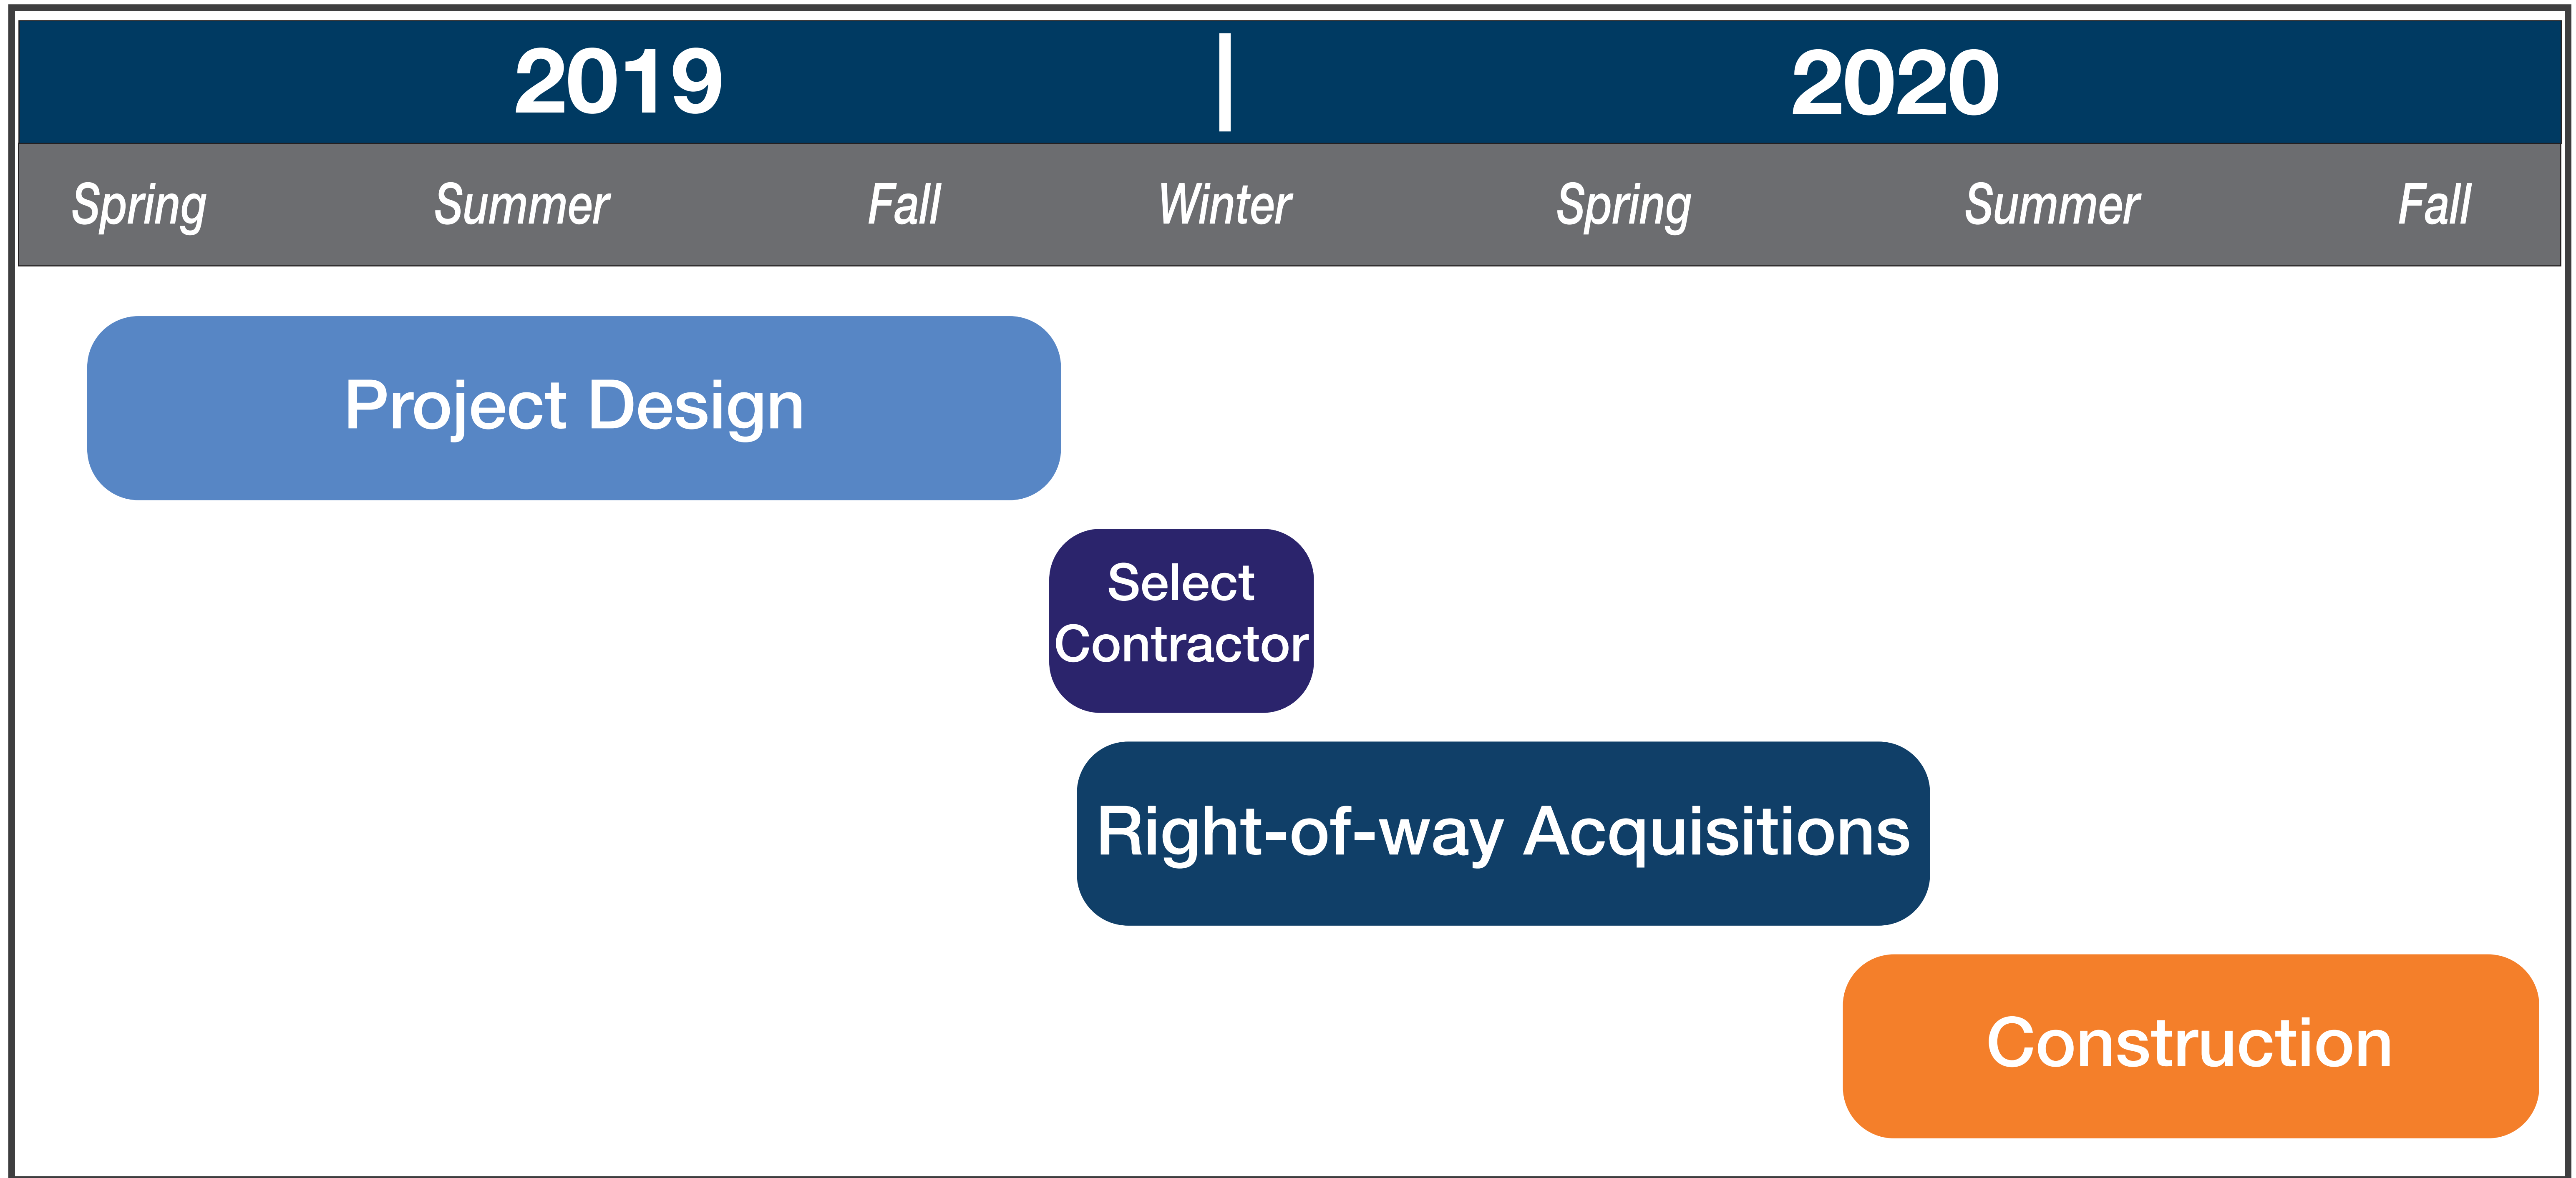 2019 | 2020
Spring Summer Fall Winter Spring Summer Fall
Project Design
Select
Contractor
Right-of-way Acquisitions
Construction